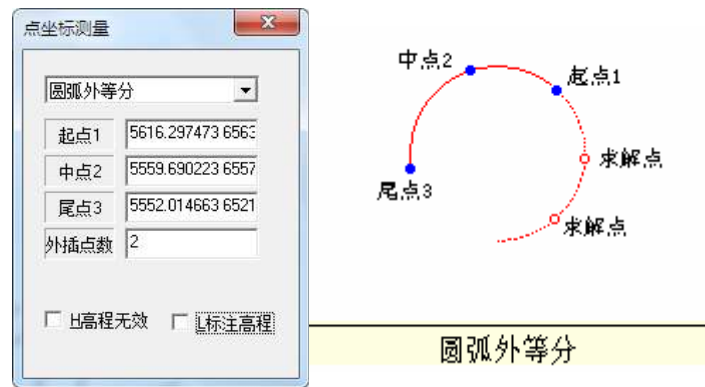 点坐标测量
圆弧外等分
起点1 5616.297473 6563
中点2 5559.690223 6557
尾点3 5552.014663 6521
外插点数 2
H高程无效 L标注高程
中点2
起点1
求解点
尾点3
求解点
圆弧外等分